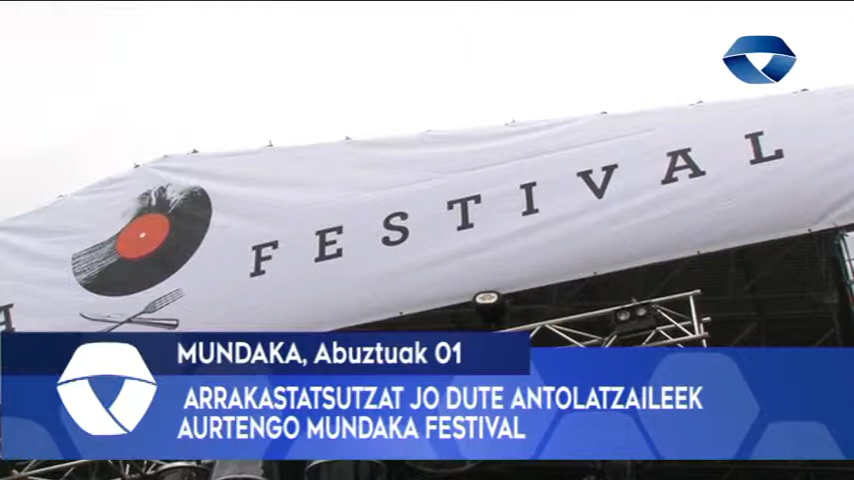 FESTIVAL
A
MUNDAKA, Abuztuak 01
ARRAKASTATSUTZAT JO DUTE ANTOLATZAILEEK
AURTENGO MUNDAKA FESTIVAL